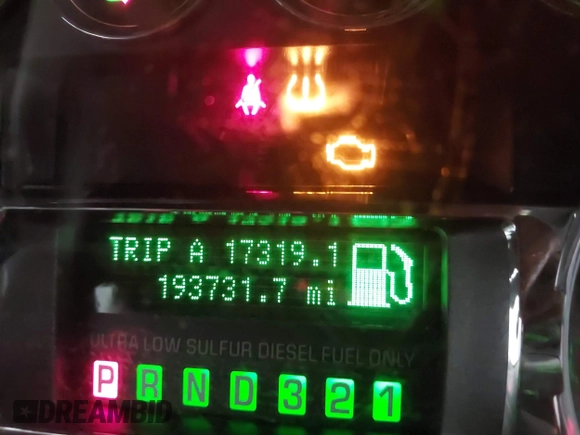 TRIP A 17319.1
193731.7 mi
ULTRA LOW SULFUR DIESEL FUEL ONLY
P R N D 3 2 1
DREAMBID